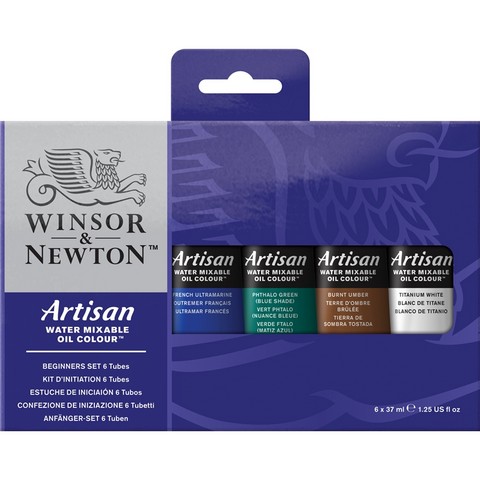 WINSOR
&
NEWTON™
Artisan
WATER MIXABLE
OIL COLOUR™
BEGINNERS SET 6 Tubes
KIT D'INITIATION 6 Tubes
ESTUCHE DE INICIAIÓN 6 Tubos
CONFEZIONE DE INIZIAZIONE 6 Tubetti
ANFÄNGER-SET 6 Tuben
Artisan
WATER MIXABLE
OIL COLOUR™
FRENCH ULTRAMARINE
OUTREMER FRANÇAIS
ULTRAMAR FRANCÉS
Artisan
WATER MIXABLE
OIL COLOUR™
PHTHALO GREEN
(BLUE SHADE)
VERT PHTALO
(NUANCE BLEUE)
VERDE FTALO
(MATIZ AZUL)
Artisan
WATER MIXABLE
OIL COLOUR™
BURNT UMBER
TERRE D'OMBRE
BRÛLÉE
TIERRA DE
SOMBRA TOSTADA
Artisan
WATER MIXABLE
OIL COLOUR™
TITANIUM WHITE
BLANC DE TITANE
BLANCO DE TITANIO
6 x 37 ml ℮ 1.25 US fl oz